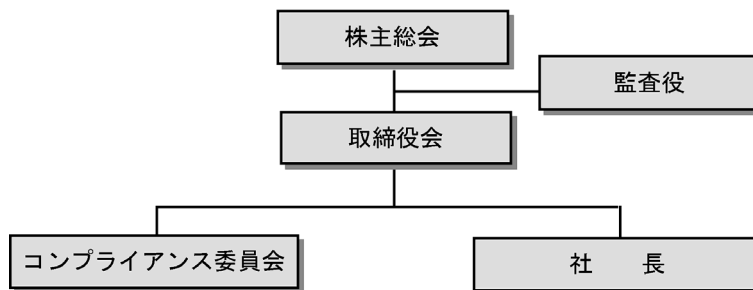 株主総会
監査役
取締役会
コンプライアンス委員会
社　　長